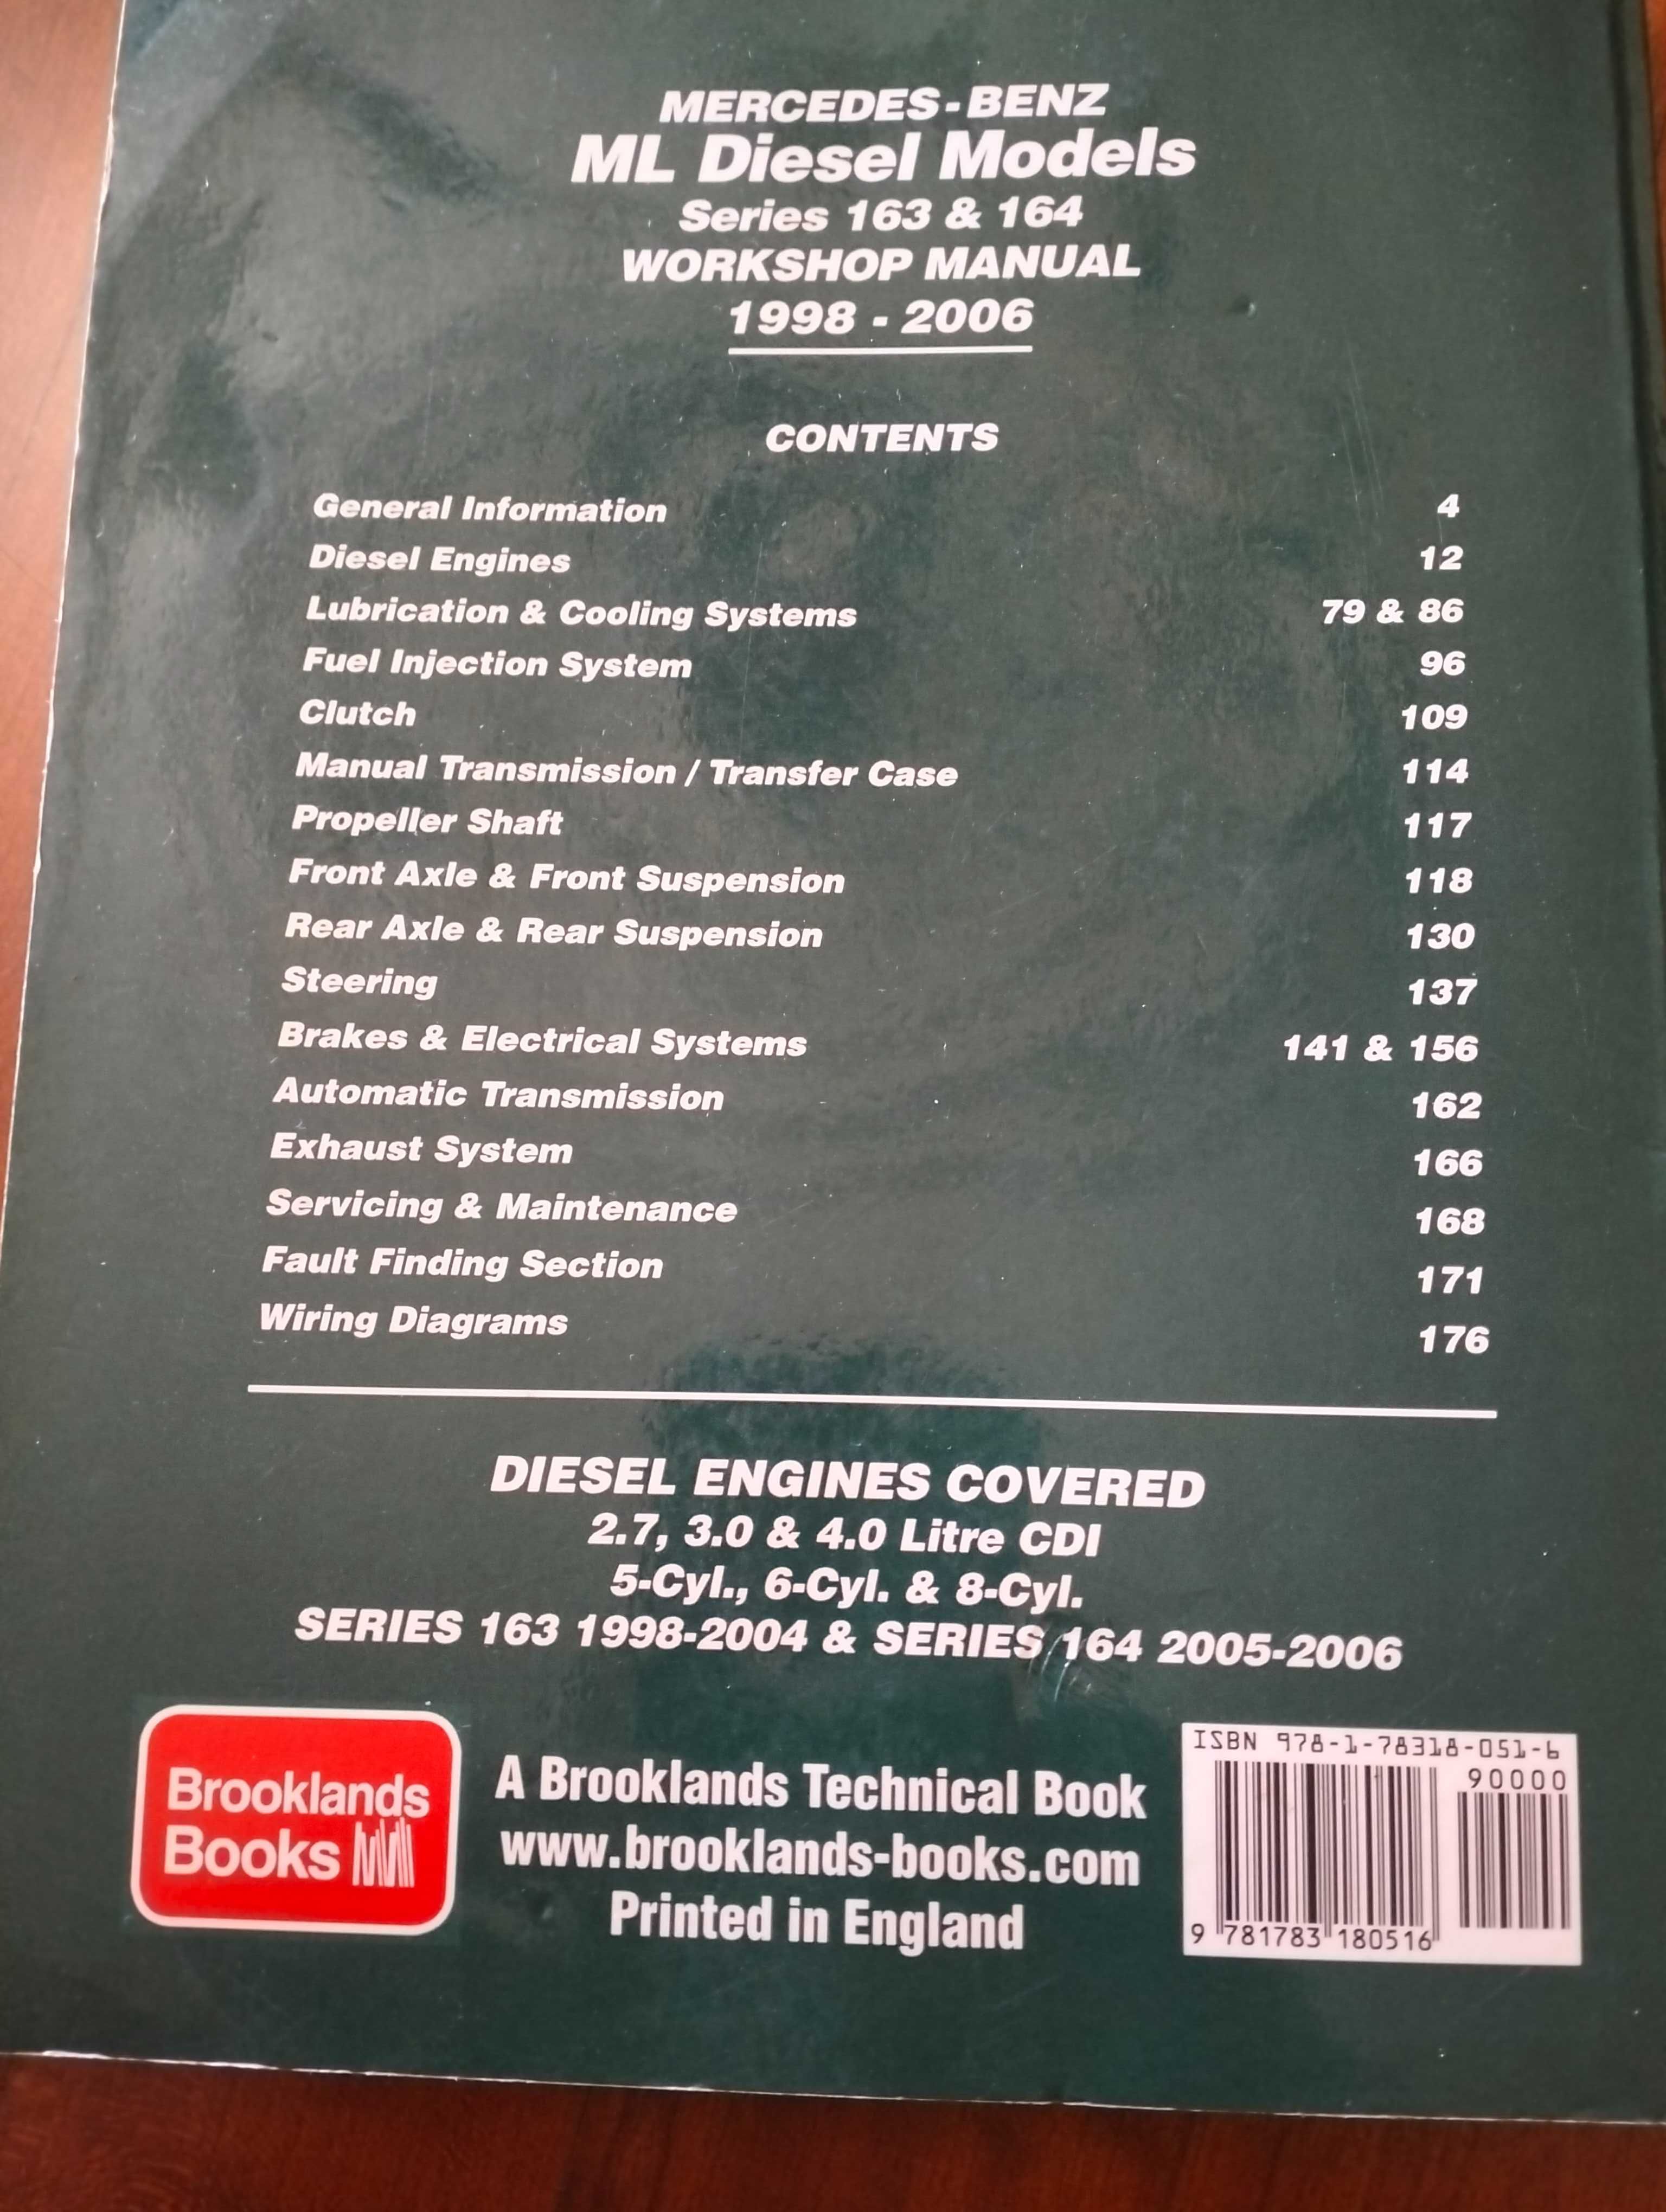 MERCEDES-BENZ
ML Diesel Models
Series 163 & 164
WORKSHOP MANUAL
1998 - 2006
CONTENTS
General Information 4
Diesel Engines 12
Lubrication & Cooling Systems 79 & 86
Fuel Injection System 96
Clutch 109
Manual Transmission / Transfer Case 114
Propeller Shaft 117
Front Axle & Front Suspension 118
Rear Axle & Rear Suspension 130
Steering 137
Brakes & Electrical Systems 141 & 156
Automatic Transmission 162
Exhaust System 166
Servicing & Maintenance 168
Fault Finding Section 171
Wiring Diagrams 176
DIESEL ENGINES COVERED
2.7, 3.0 & 4.0 Litre CDI
5-Cyl., 6-Cyl. & 8-Cyl.
SERIES 163 1998-2004 & SERIES 164 2005-2006
Brooklands
Books
A Brooklands Technical Book
www.brooklands-books.com
Printed in England
ISBN 978-1-78318-051-6
90000
9 781783 180516